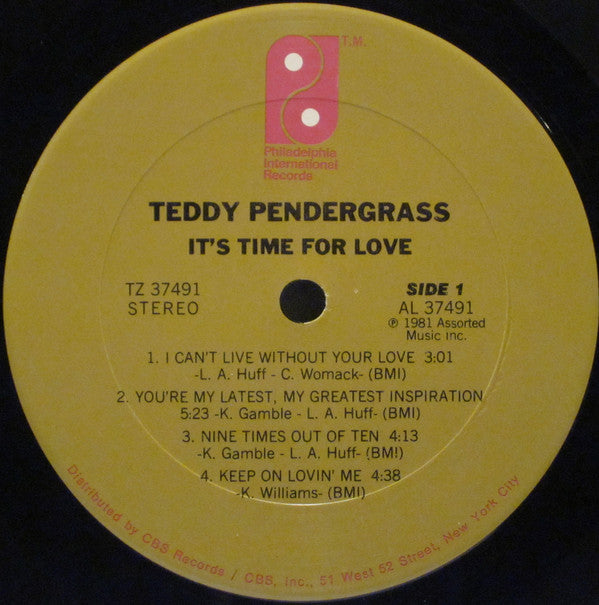 T.M.
Philadelphia
International
Records
TEDDY PENDERGRASS
IT'S TIME FOR LOVE
TZ 37491
STEREO
SIDE 1
AL 37491
℗ 1981 Assorted
Music Inc.
1. I CAN'T LIVE WITHOUT YOUR LOVE 3:01
-L. A. Huff - C. Womack- (BMI)
2. YOU'RE MY LATEST, MY GREATEST INSPIRATION
5:23 -K. Gamble - L. A. Huff- (BMI)
3. NINE TIMES OUT OF TEN 4:13
-K. Gamble - L. A. Huff- (BMI)
4. KEEP ON LOVIN' ME 4:38
-K. Williams- (BMI)
Distributed by CBS Records / CBS, Inc., 51 West 52 Street, New York City